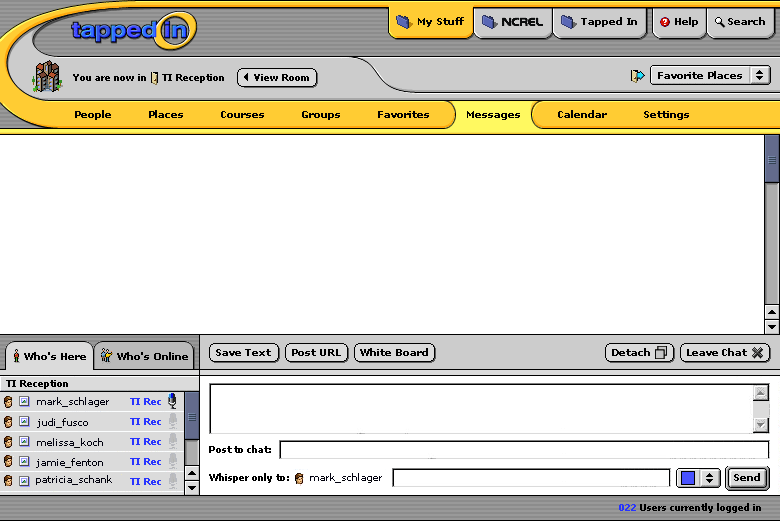 tapped in
My Stuff NCREL Tapped In Help Search
You are now in TI Reception View Room Favorite Places
People Places Courses Groups Favorites Messages Calendar Settings
Who's Here Who's Online Save Text Post URL White Board Detach Leave Chat
TI Reception
mark_schlager TI Rec
judi_fusco TI Rec
melissa_koch TI Rec
jamie_fenton TI Rec
patricia_schank TI Rec
Post to chat:
Whisper only to: mark_schlager Send
022 Users currently logged in